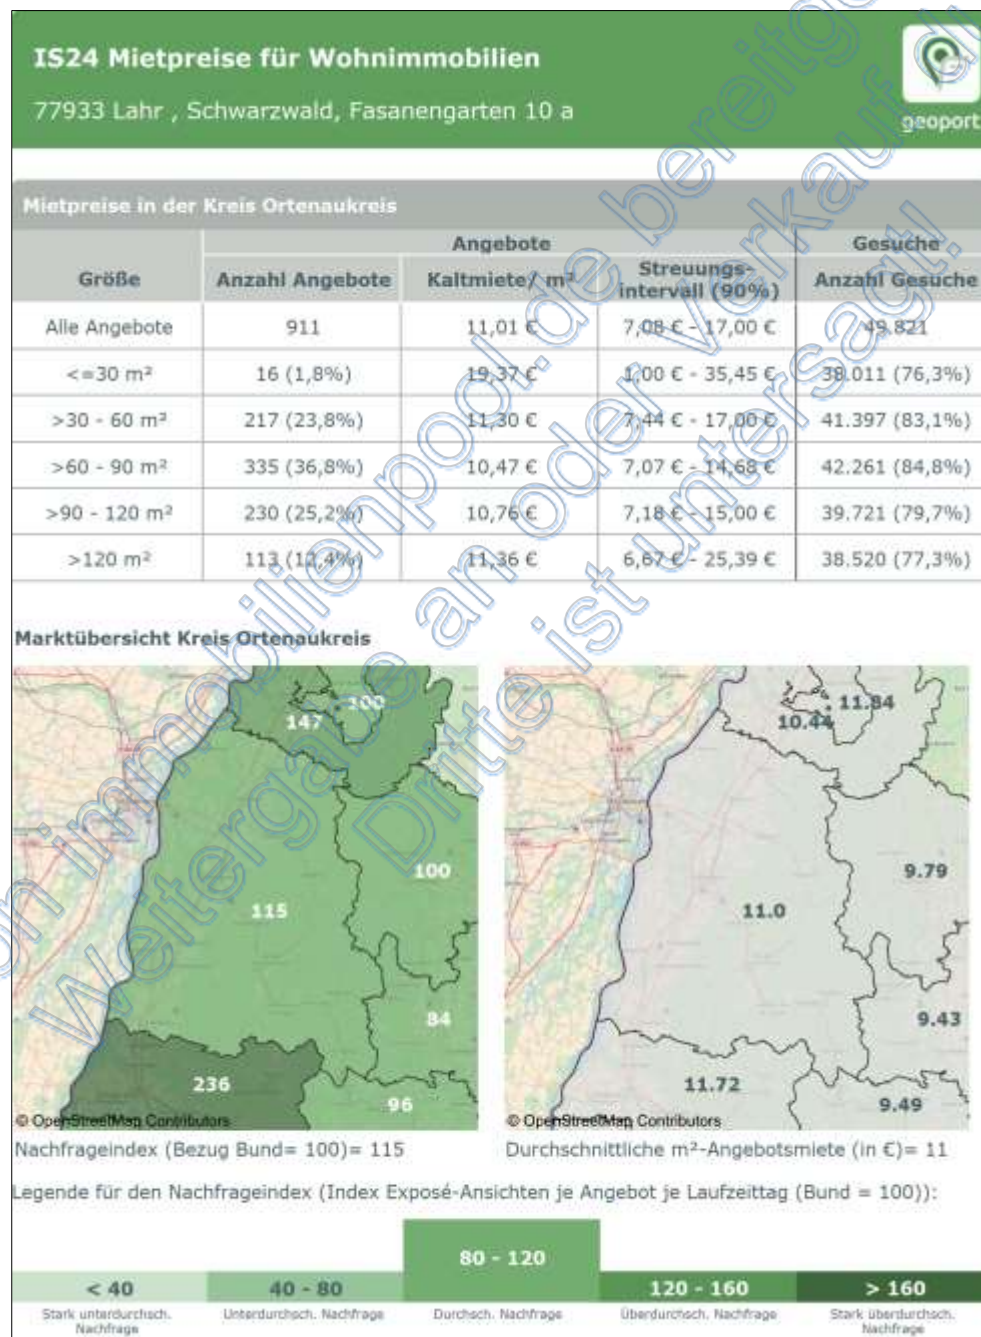 IS24 Mietpreise für Wohnimmobilien
77933 Lahr , Schwarzwald, Fasanengarten 10 a
geoport
Mietpreise in der Kreis Ortenaukreis
Angebote Gesuche
Größe Anzahl Angebote Kaltmiete/ m² Streuungs-
intervall (90%) Anzahl Gesuche
Alle Angebote 911 11,01 € 7,08 € - 17,00 € 49.821
<=30 m² 16 (1,8%) 19,37 € 1,00 € - 35,45 € 38.011 (76,3%)
>30 - 60 m² 217 (23,8%) 11,30 € 7,44 € - 17,00 € 41.397 (83,1%)
>60 - 90 m² 335 (36,8%) 10,47 € 7,07 € - 14,68 € 42.261 (84,8%)
>90 - 120 m² 230 (25,2%) 10,76 € 7,18 € - 15,00 € 39.721 (79,7%)
>120 m² 113 (12,4%) 11,36 € 6,67 € - 25,39 € 38.520 (77,3%)
Marktübersicht Kreis Ortenaukreis
147 100
100
115
84
236
96
© OpenStreetMap Contributors
11.84
10.44
9.79
11.0
9.43
11.72
9.49
© OpenStreetMap Contributors
Nachfrageindex (Bezug Bund= 100)= 115
Durchschnittliche m²-Angebotsmiete (in €)= 11
Legende für den Nachfrageindex (Index Exposé-Ansichten je Angebot je Laufzeittag (Bund = 100)):
< 40 40 - 80 80 - 120 120 - 160 > 160
Stark unterdurchsch.
Nachfrage
Unterdurchsch. Nachfrage
Durchsch. Nachfrage
Überdurchsch. Nachfrage
Stark überdurchsch.
Nachfrage
on immobilienpool.de bereitge
Weitergabe an oder Verkauf
Dritte ist untersagt!